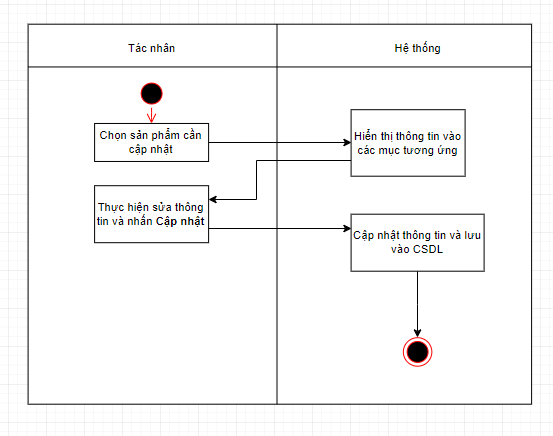 Tác nhân
Hệ thống
Chọn sản phẩm cần
cập nhật
Hiển thị thông tin vào
các mục tương ứng
Thực hiện sửa thông
tin và nhấn Cập nhật
Cập nhật thông tin và lưu
vào CSDL